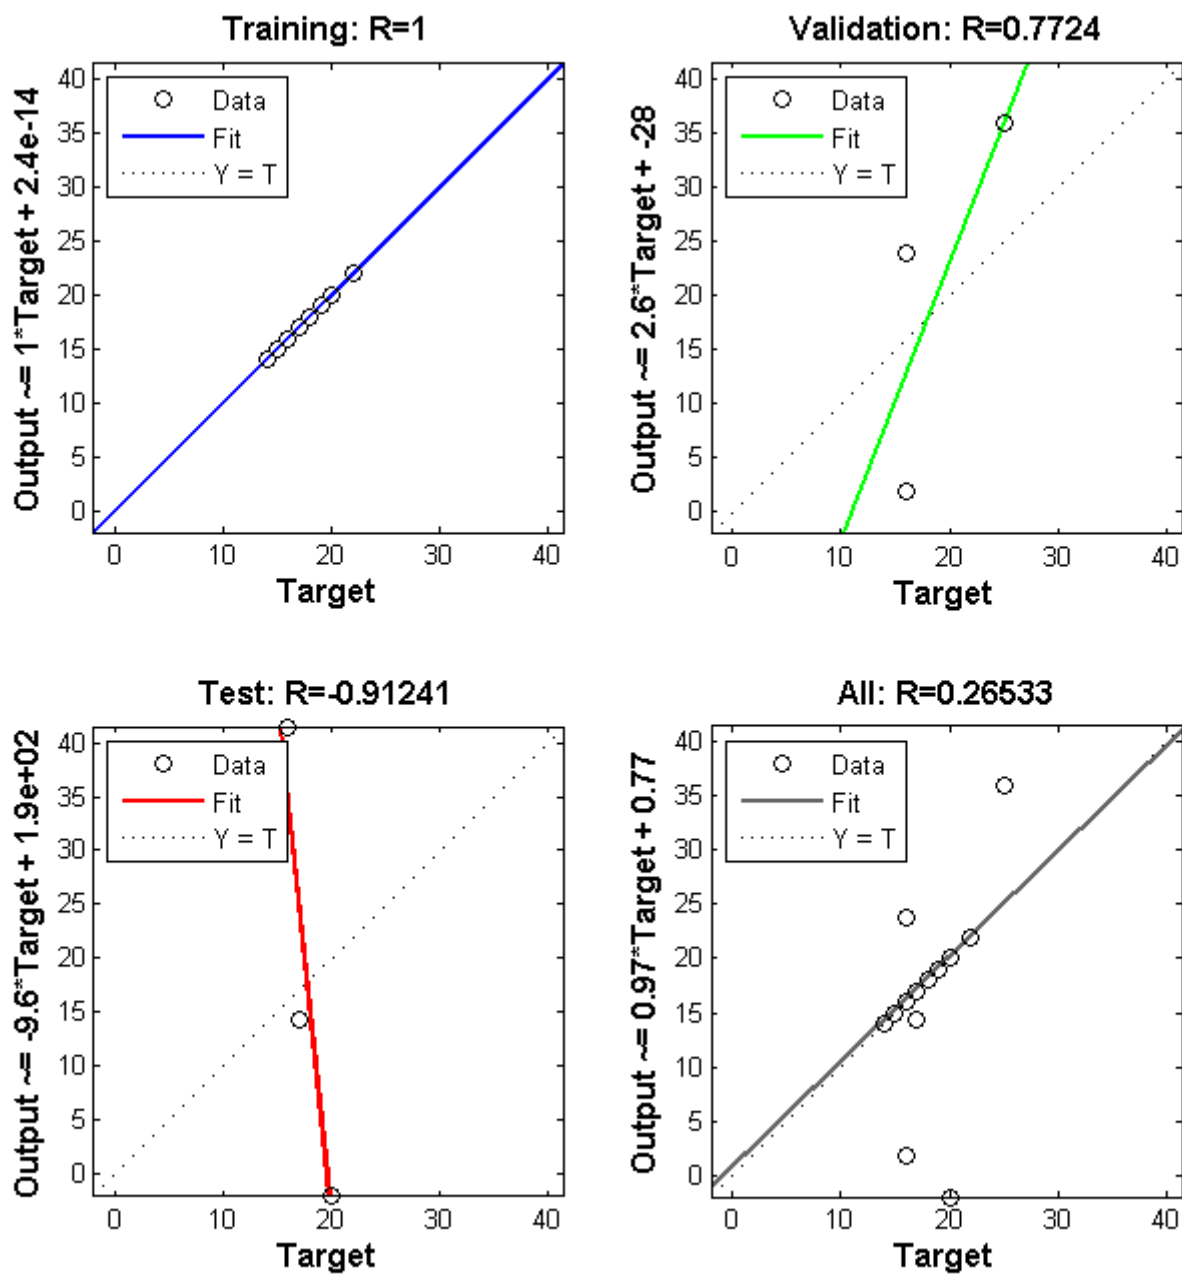 Training: R=1
Output ~= 1*Target + 2.4e-14
40
35
30
25
20
15
10
5
0
Data
Fit
Y = T
0 10 20 30 40
Target
Validation: R=0.7724
Output ~= 2.6*Target + -28
40
35
30
25
20
15
10
5
0
Data
Fit
Y = T
0 10 20 30 40
Target
Test: R=-0.91241
Output ~= -9.6*Target + 1.9e+02
40
35
30
25
20
15
10
5
0
Data
Fit
Y = T
0 10 20 30 40
Target
All: R=0.26533
Output ~= 0.97*Target + 0.77
40
35
30
25
20
15
10
5
0
Data
Fit
Y = T
0 10 20 30 40
Target